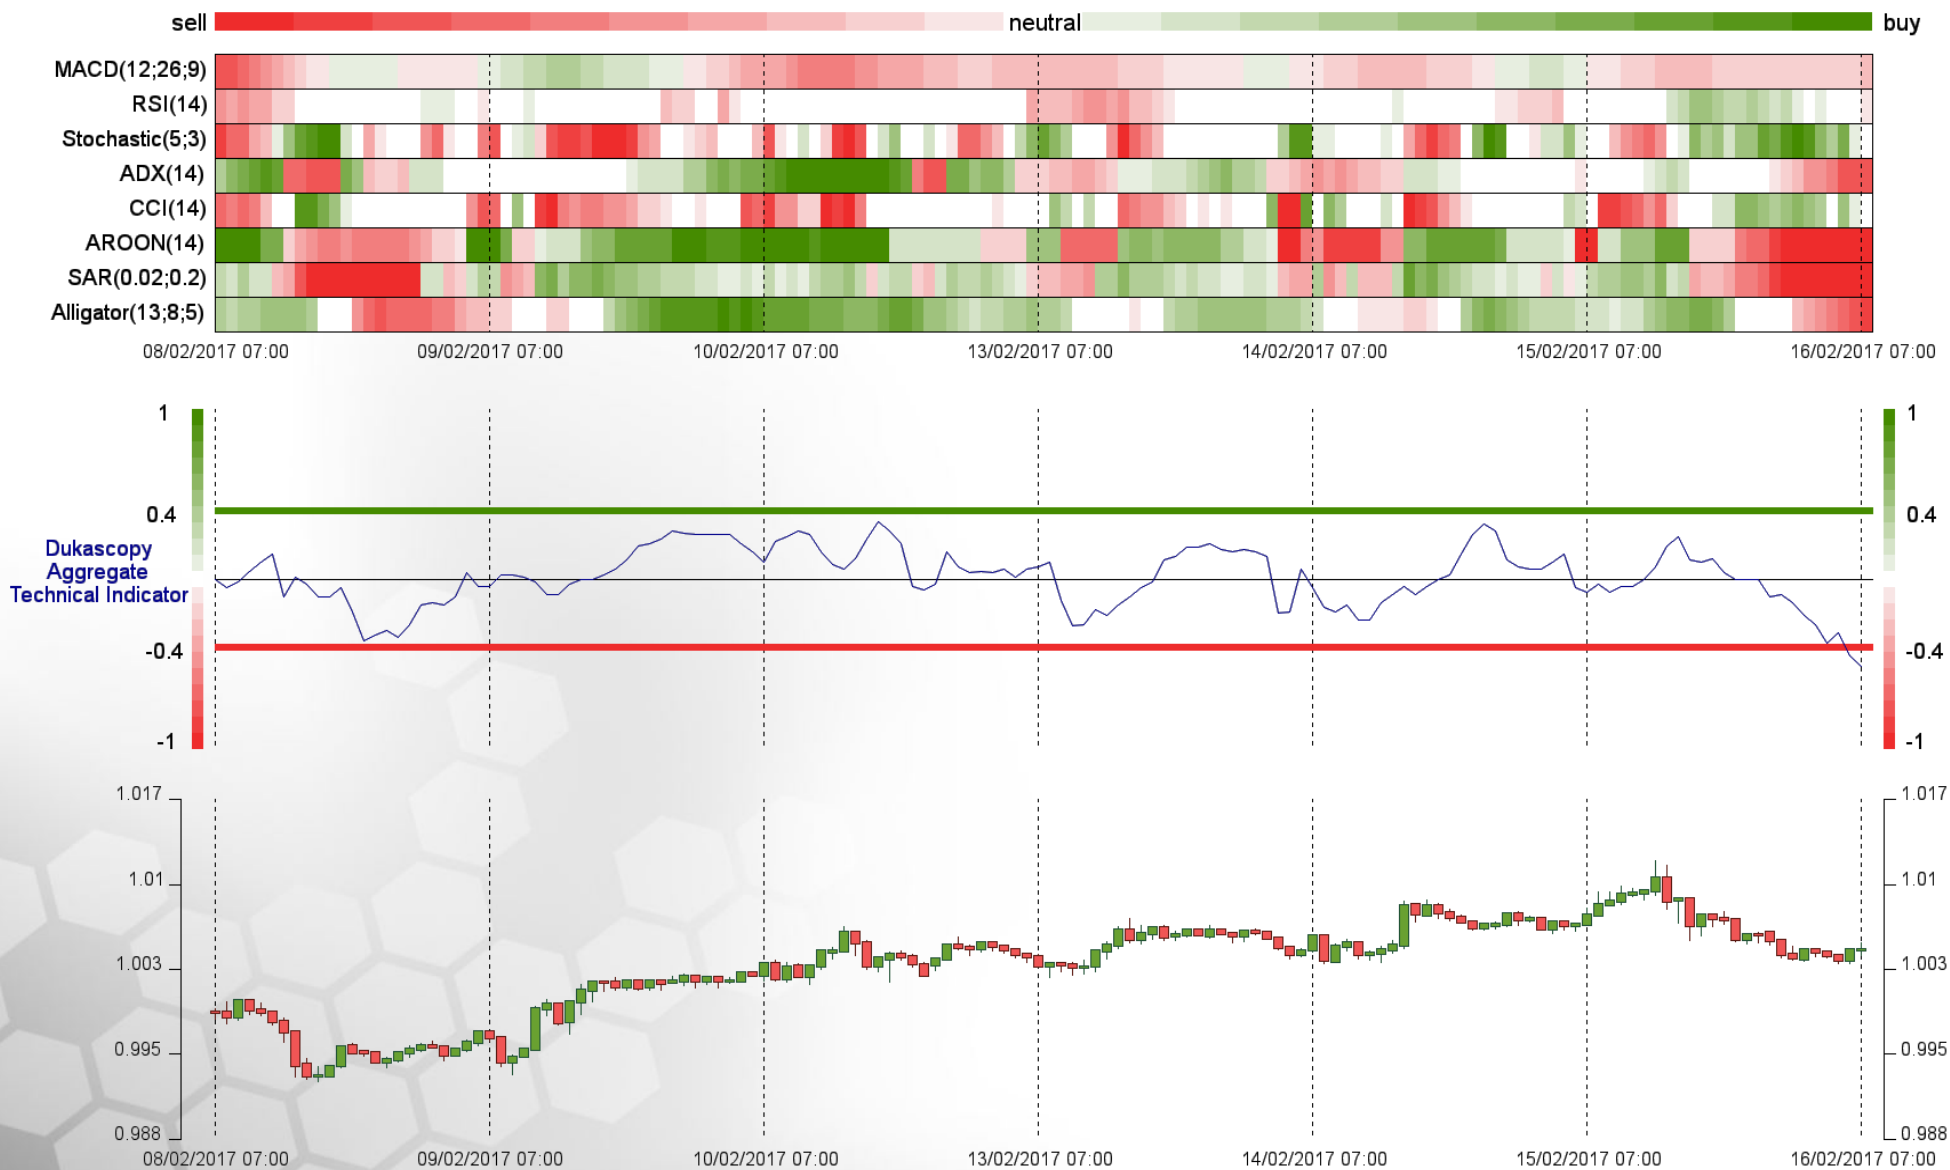 sell neutral buy
MACD(12;26;9)
RSI(14)
Stochastic(5;3)
ADX(14)
CCI(14)
AROON(14)
SAR(0.02;0.2)
Alligator(13;8;5)
08/02/2017 07:00 09/02/2017 07:00 10/02/2017 07:00 13/02/2017 07:00 14/02/2017 07:00 15/02/2017 07:00 16/02/2017 07:00
1 1
0.4 0.4
Dukascopy
Aggregate
Technical Indicator
-0.4 -0.4
-1 -1
1.017 1.017
1.01 1.01
1.003 1.003
0.995 0.995
0.988 0.988
08/02/2017 07:00 09/02/2017 07:00 10/02/2017 07:00 13/02/2017 07:00 14/02/2017 07:00 15/02/2017 07:00 16/02/2017 07:00